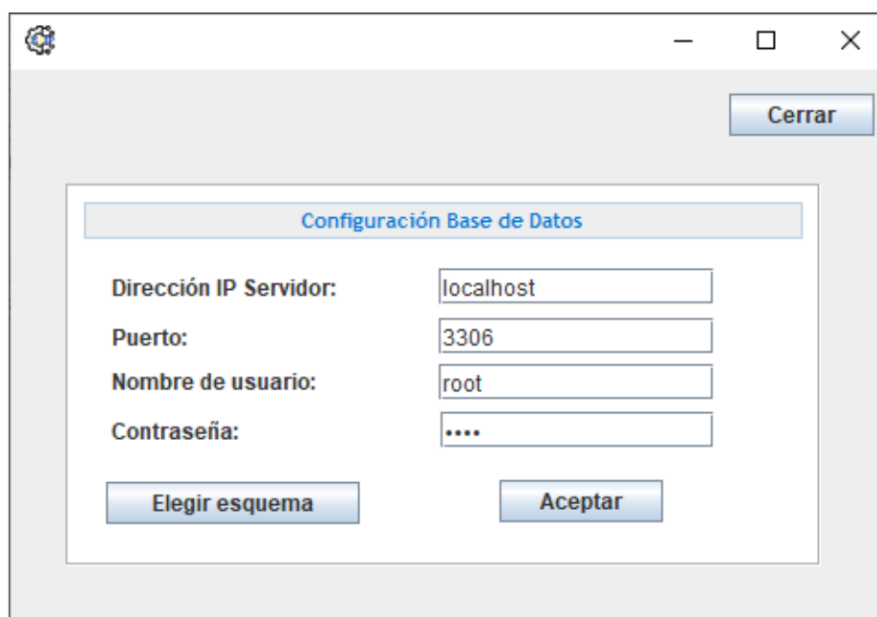 Cerrar
Configuración Base de Datos
Dirección IP Servidor: localhost
Puerto: 3306
Nombre de usuario: root
Contraseña: ••••
Elegir esquema Aceptar